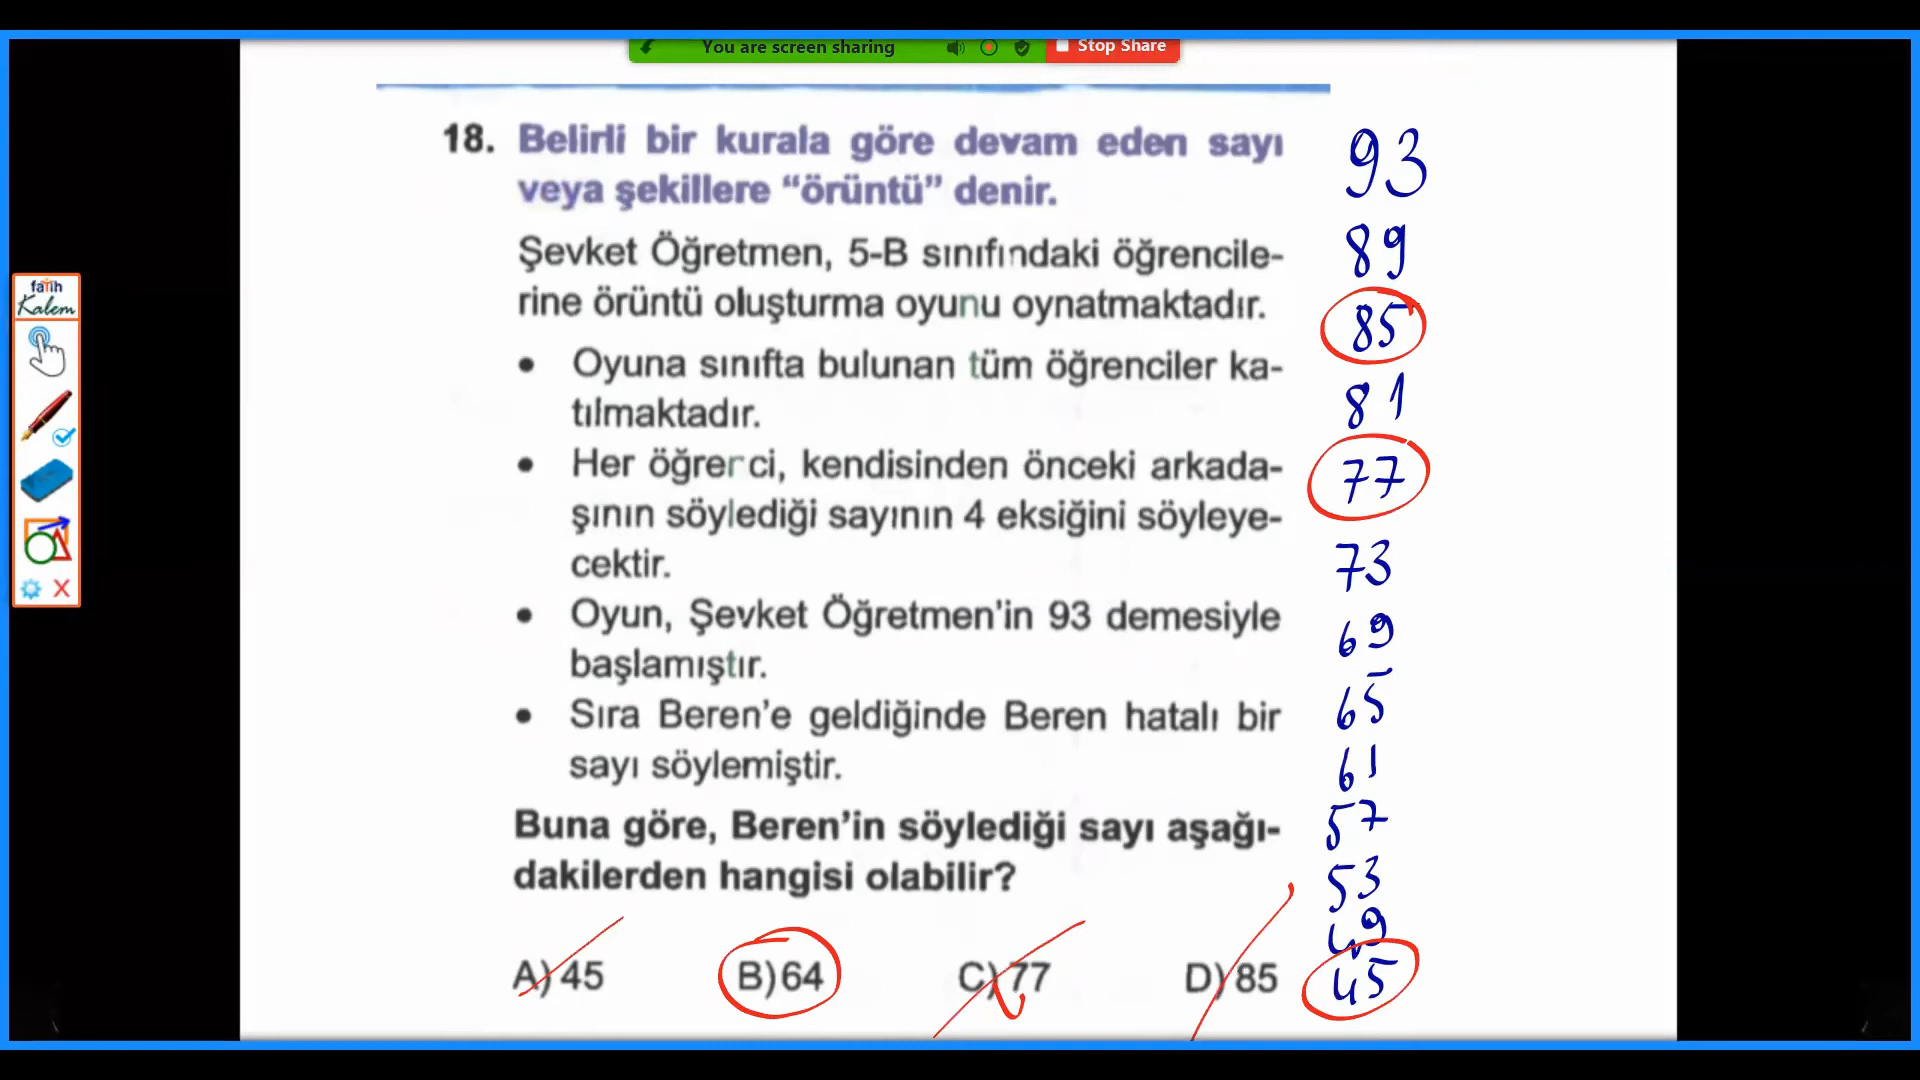 You are screen sharing
Stop Share
18. Belirli bir kurala göre devam eden sayı
veya şekillere “örüntü” denir.
Şevket Öğretmen, 5-B sınıfındaki öğrencile-
rine örüntü oluşturma oyunu oynatmaktadır.
• Oyuna sınıfta bulunan tüm öğrenciler ka-
tılmaktadır.
• Her öğrenci, kendisinden önceki arkada-
şının söylediği sayının 4 eksiğini söyleye-
cektir.
• Oyun, Şevket Öğretmen'in 93 demesiyle
başlamıştır.
• Sıra Beren'e geldiğinde Beren hatalı bir
sayı söylemiştir.
Buna göre, Beren'in söylediği sayı aşağı-
dakilerden hangisi olabilir?
A) 45 B) 64 C) 77 D) 85
93
89
85
81
77
73
69
65
61
57
53
49
45
fatih
Kalem